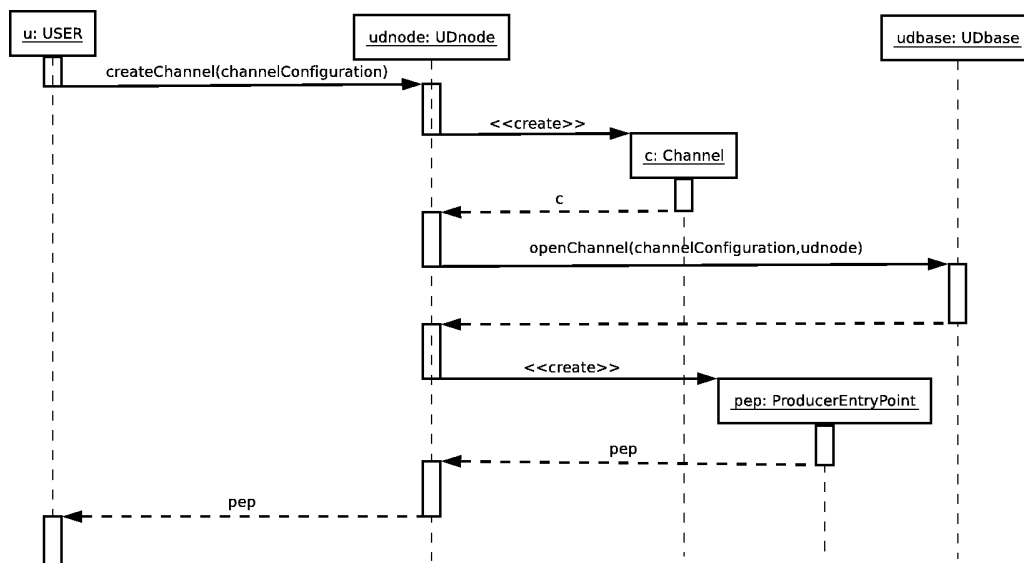 u: USER
udnode: UDnode
udbase: UDbase
createChannel(channelConfiguration)
<<create>>
c: Channel
c
openChannel(channelConfiguration,udnode)
<<create>>
pep: ProducerEntryPoint
pep
pep